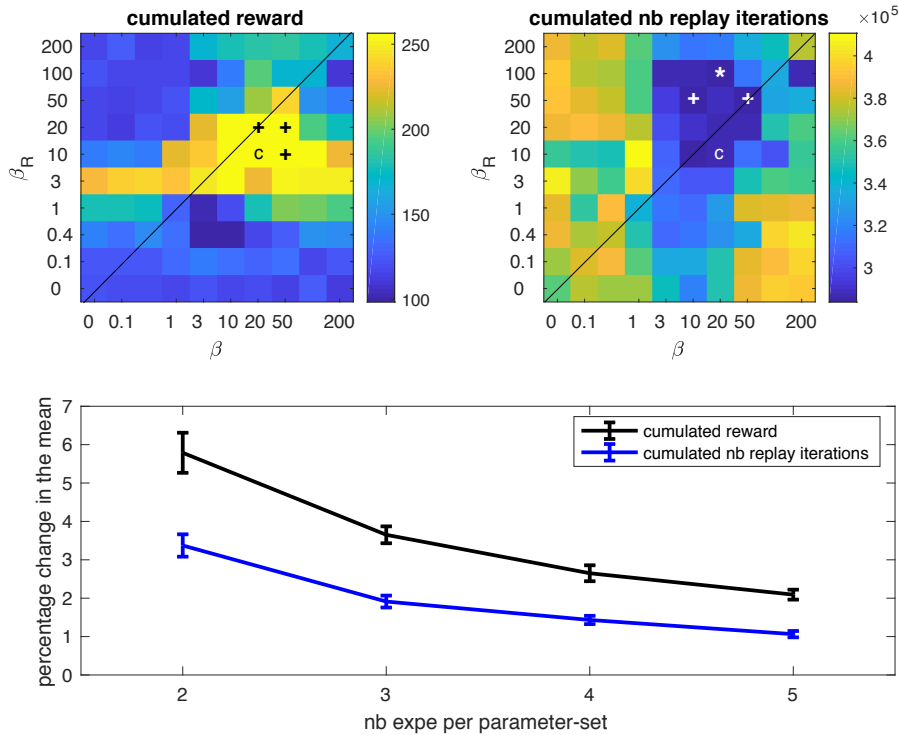 cumulated reward
200
100
50
20
10
3
1
0.4
0.1
0
β_R
+ +
c +
0 0.1 1 3 10 20 50 200
β
250
200
150
100
cumulated nb replay iterations
×10^5
200
100
50
20
10
3
1
0.4
0.1
0
β_R
*
+ +
c
0 0.1 1 3 10 20 50 200
β
4
3.8
3.6
3.4
3.2
3
percentage change in the mean
7
6
5
4
3
2
1
0
cumulated reward
cumulated nb replay iterations
2 3 4 5
nb expe per parameter-set